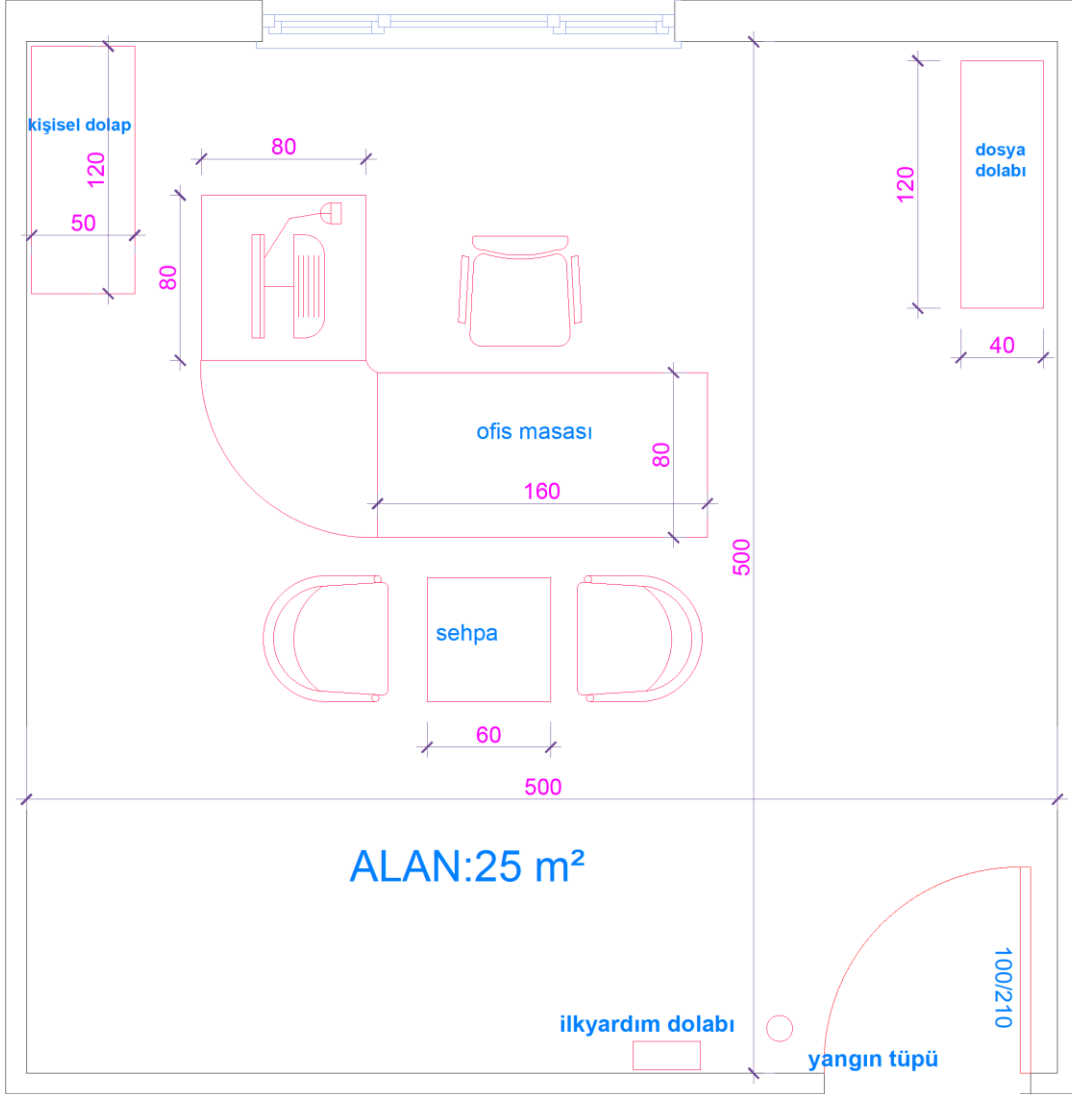 kişisel dolap
120
50
80
80
120
dosya
dolabı
40
ofis masası
80
160
500
sehpa
60
500
ALAN:25 m²
100/210
ilkyardım dolabı
yangın tüpü